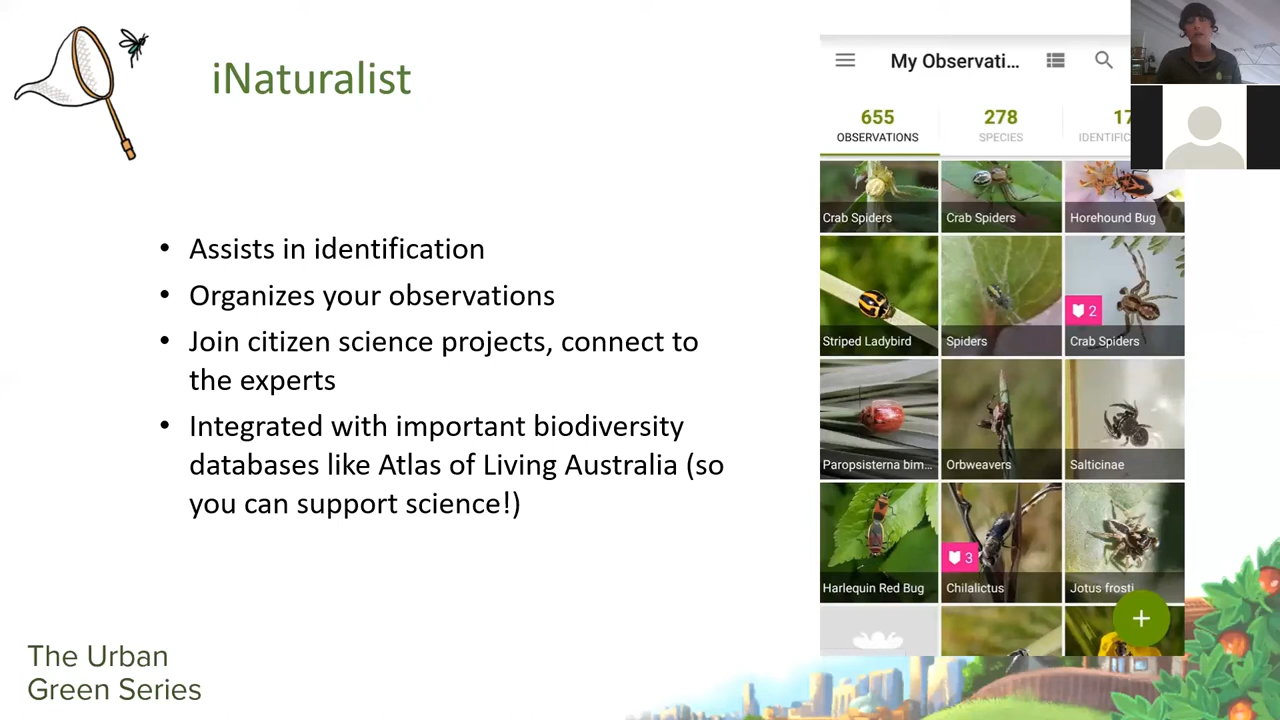 iNaturalist
• Assists in identification
• Organizes your observations
• Join citizen science projects, connect to
the experts
• Integrated with important biodiversity
databases like Atlas of Living Australia (so
you can support science!)
The Urban
Green Series
My Observati...
655 278 17
OBSERVATIONS SPECIES IDENTIFIC
Crab Spiders Crab Spiders Horehound Bug
2
Striped Ladybird Spiders Crab Spiders
Paropsisterna bim... Orbweavers Salticinae
3
Harlequin Red Bug Chilalictus Jotus frosti
+